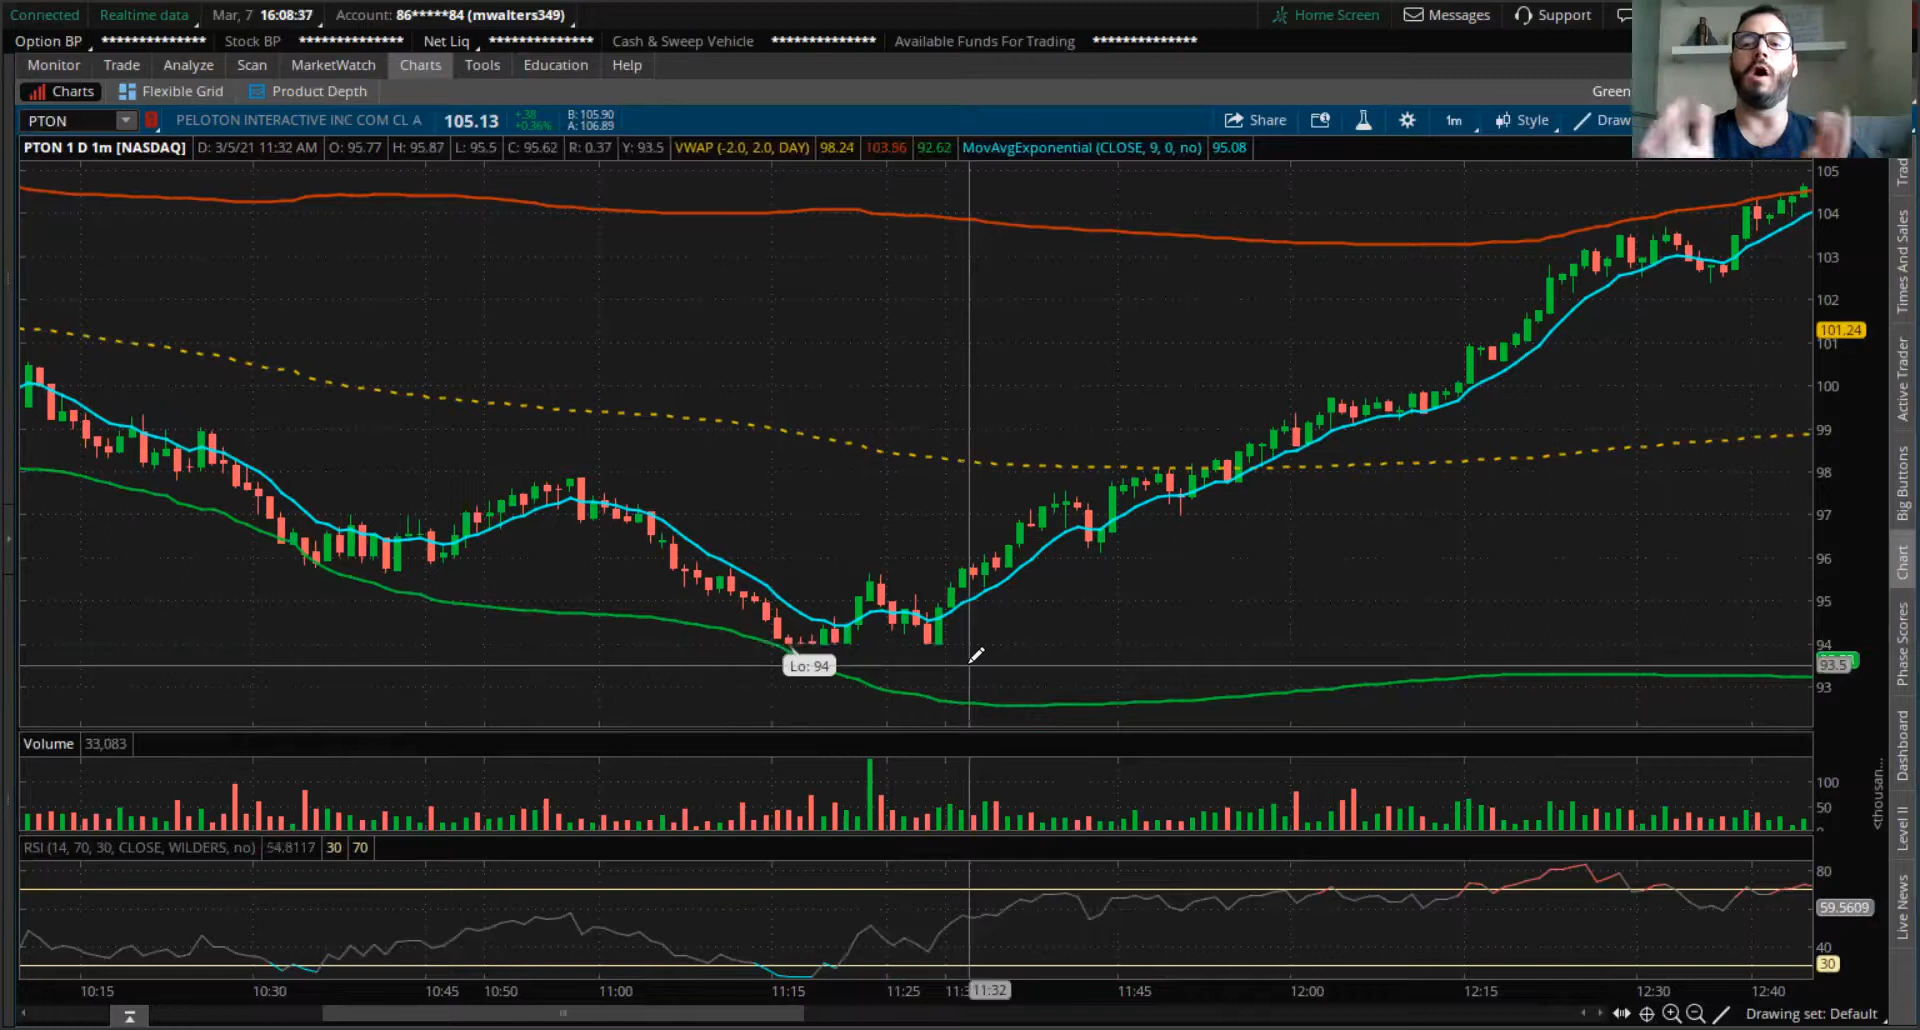 Connected Realtime data Mar, 7 16:08:37 Account: 86*****84 (mwalters349) Home Screen Messages Support
Option BP ************** Stock BP ************** Net Liq ************** Cash & Sweep Vehicle ************** Available Funds For Trading **************
Monitor Trade Analyze Scan MarketWatch Charts Tools Education Help
Charts Flexible Grid Product Depth Green
PTON PELOTON INTERACTIVE INC COM CL A 105.13 +.38 +0.36% B: 105.90 A: 106.89 Share 1m Style Draw
PTON 1 D 1m [NASDAQ] D: 3/5/21 11:32 AM O: 95.77 H: 95.87 L: 95.5 C: 95.62 R: 0.37 Y: 93.5 VWAP (-2.0, 2.0, DAY) 98.24 103.86 92.62 MovAvgExponential (CLOSE, 9, 0, no) 95.08
105
104
103
102
101.24
101
100
99
98
97
96
95
94
93.5
93
Lo: 94
Volume 33,083
100
50
<thousan...
RSI (14, 70, 30, CLOSE, WILDERS, no) 54.8117 30 70
80
59.5609
40
30
10:15 10:30 10:45 10:50 11:00 11:15 11:25 11:32 11:45 12:00 12:15 12:30 12:40
Drawing set: Default
Trad
Times And Sales
Active Trader
Big Buttons
Chart
Phase Scores
Dashboard
Level II
Live News